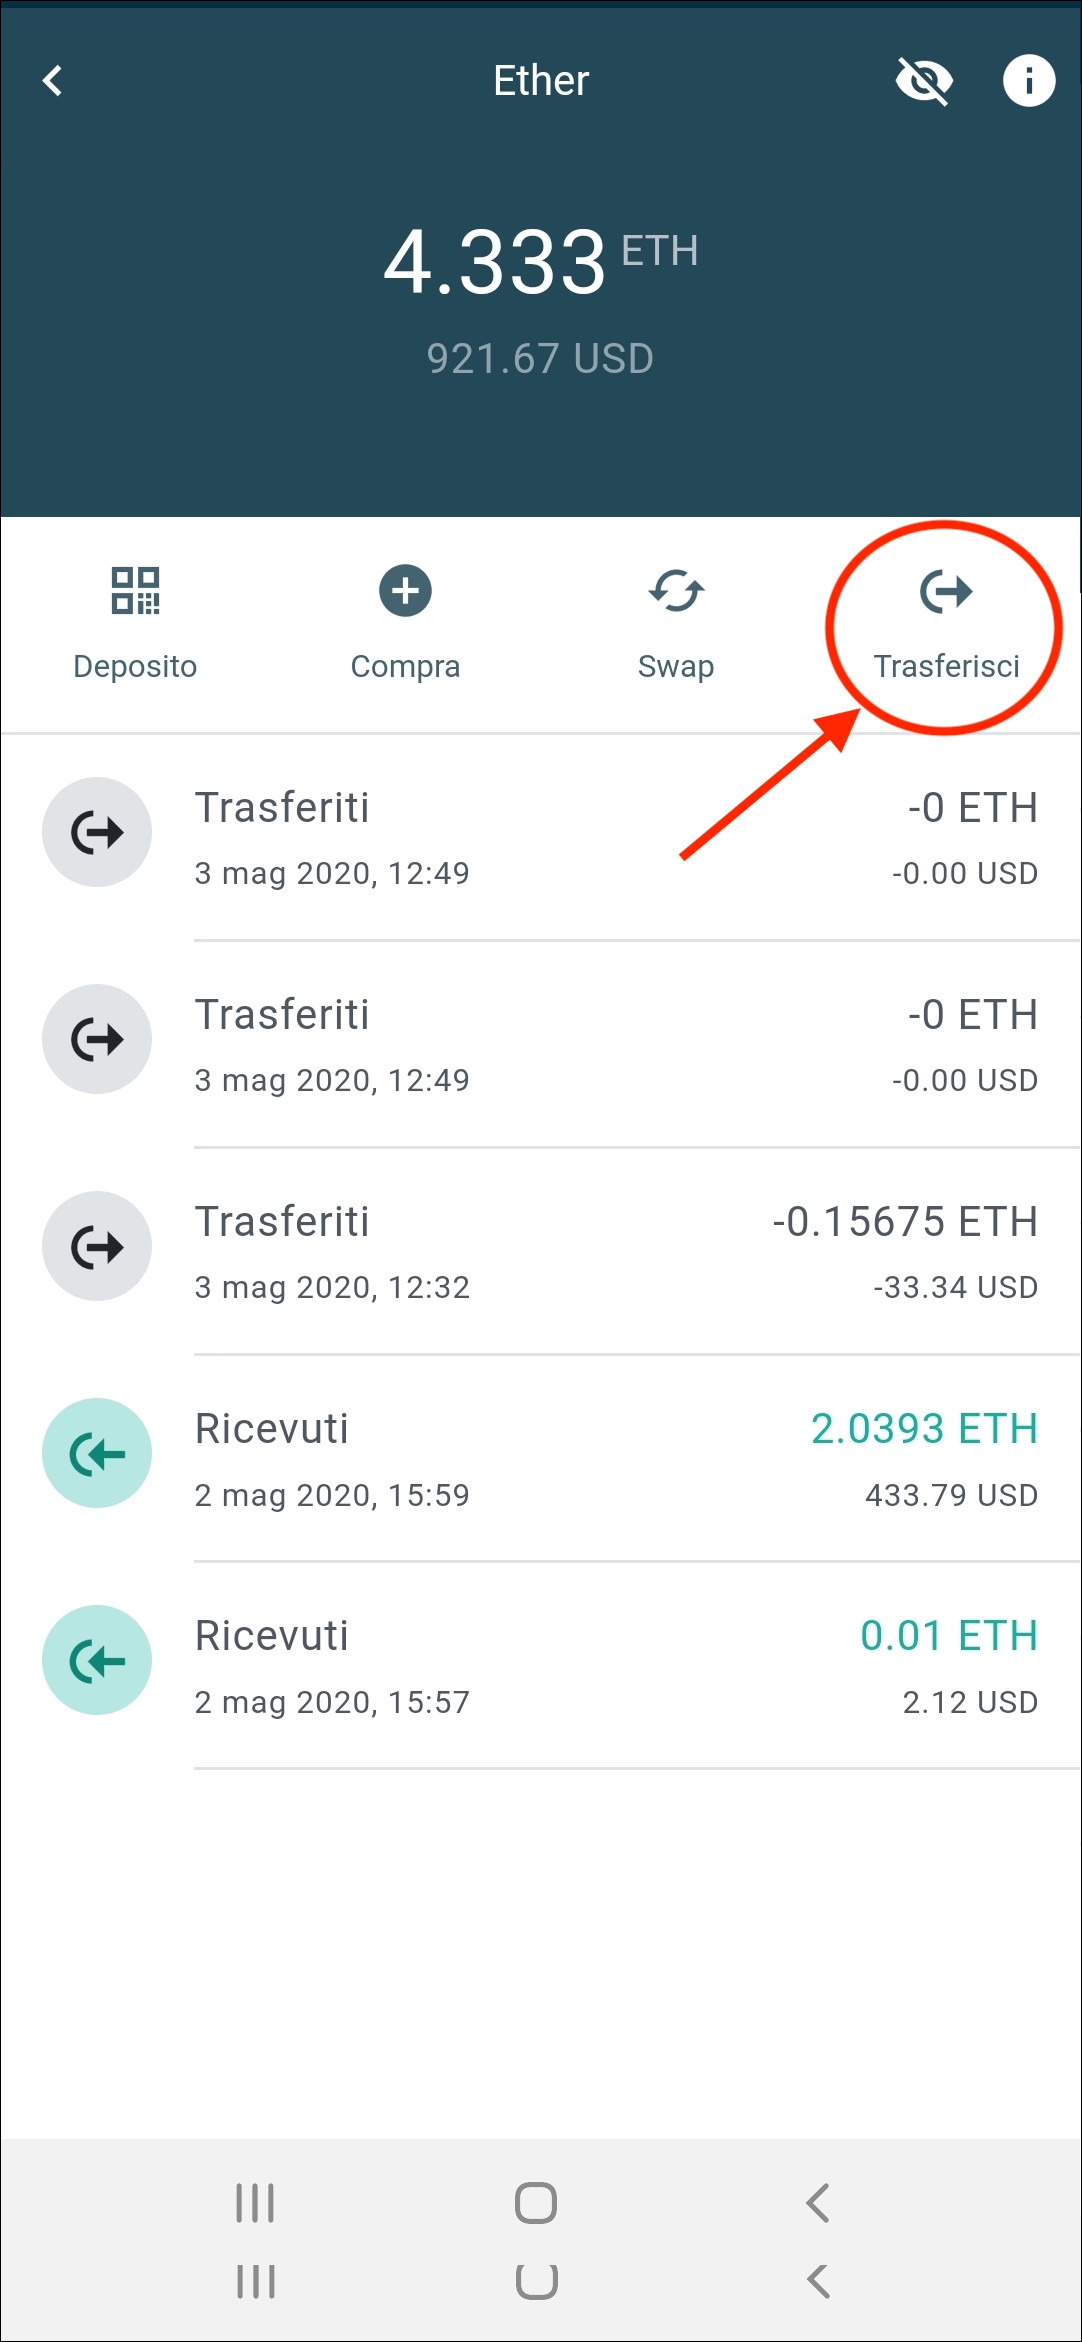 Ether
4.333 ETH
921.67 USD
Deposito Compra Swap Trasferisci
Trasferiti -0 ETH
3 mag 2020, 12:49 -0.00 USD
Trasferiti -0 ETH
3 mag 2020, 12:49 -0.00 USD
Trasferiti -0.15675 ETH
3 mag 2020, 12:32 -33.34 USD
Ricevuti 2.0393 ETH
2 mag 2020, 15:59 433.79 USD
Ricevuti 0.01 ETH
2 mag 2020, 15:57 2.12 USD